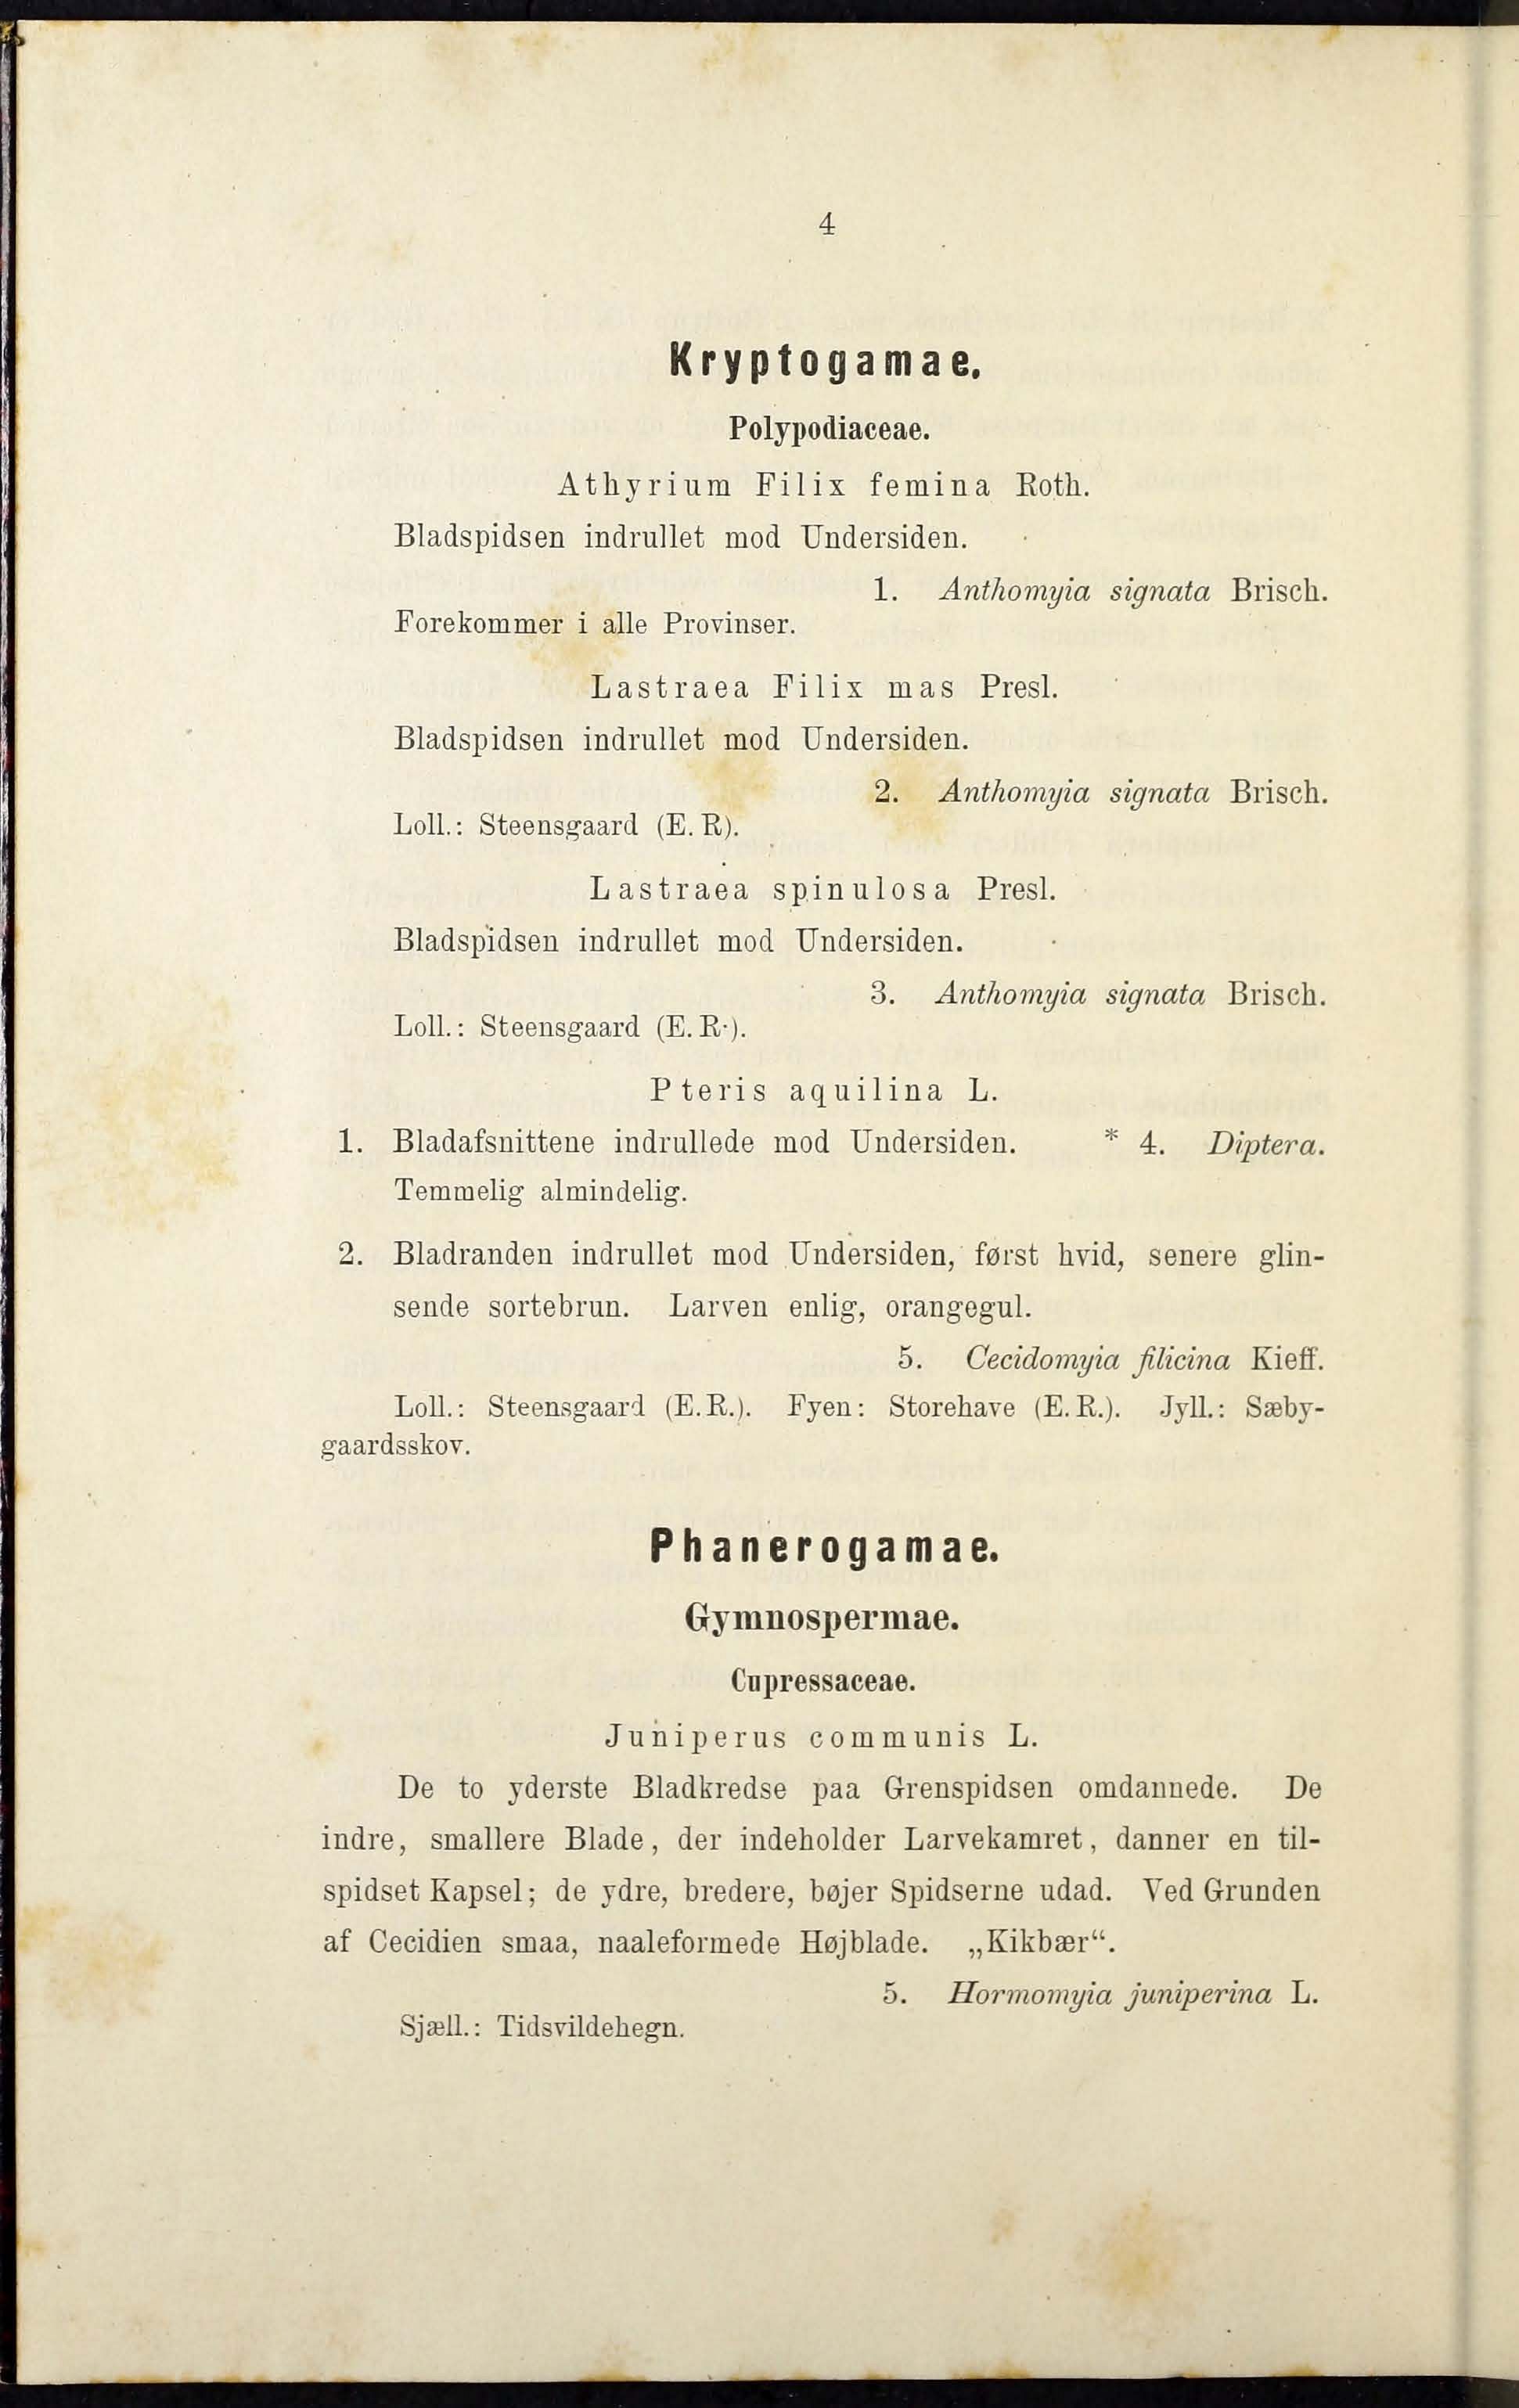 4
Kryptogamae.
Polypodiaceae.
Athyrium Filix femina Roth.
Bladspidsen indrullet mod Undersiden.
1. Anthomyia signata Brisch.
Forekommer i alle Provinser.
Lastraea Filix mas Presl.
Bladspidsen indrullet mod Undersiden.
2. Anthomyia signata Brisch.
Loll.: Steensgaard (E. R).
Lastraea spinulosa Presl.
Bladspidsen indrullet mod Undersiden.
3. Anthomyia signata Brisch.
Loll.: Steensgaard (E. R·).
Pteris aquilina L.
1. Bladafsnittene indrullede mod Undersiden. * 4. Diptera.
Temmelig almindelig.
2. Bladranden indrullet mod Undersiden, først hvid, senere glin-
sende sortebrun. Larven enlig, orangegul.
5. Cecidomyia filicina Kieff.
Loll.: Steensgaard (E. R.). Fyen: Storehave (E. R.). Jyll.: Sæby-
gaardsskov.
Phanerogamae.
Gymnospermae.
Cupressaceae.
Juniperus communis L.
De to yderste Bladkredse paa Grenspidsen omdannede. De
indre, smallere Blade, der indeholder Larvekamret, danner en til-
spidset Kapsel; de ydre, bredere, bøjer Spidserne udad. Ved Grunden
af Cecidien smaa, naaleformede Højblade. „Kikbær“.
5. Hormomyia juniperina L.
Sjæll.: Tidsvildehegn.